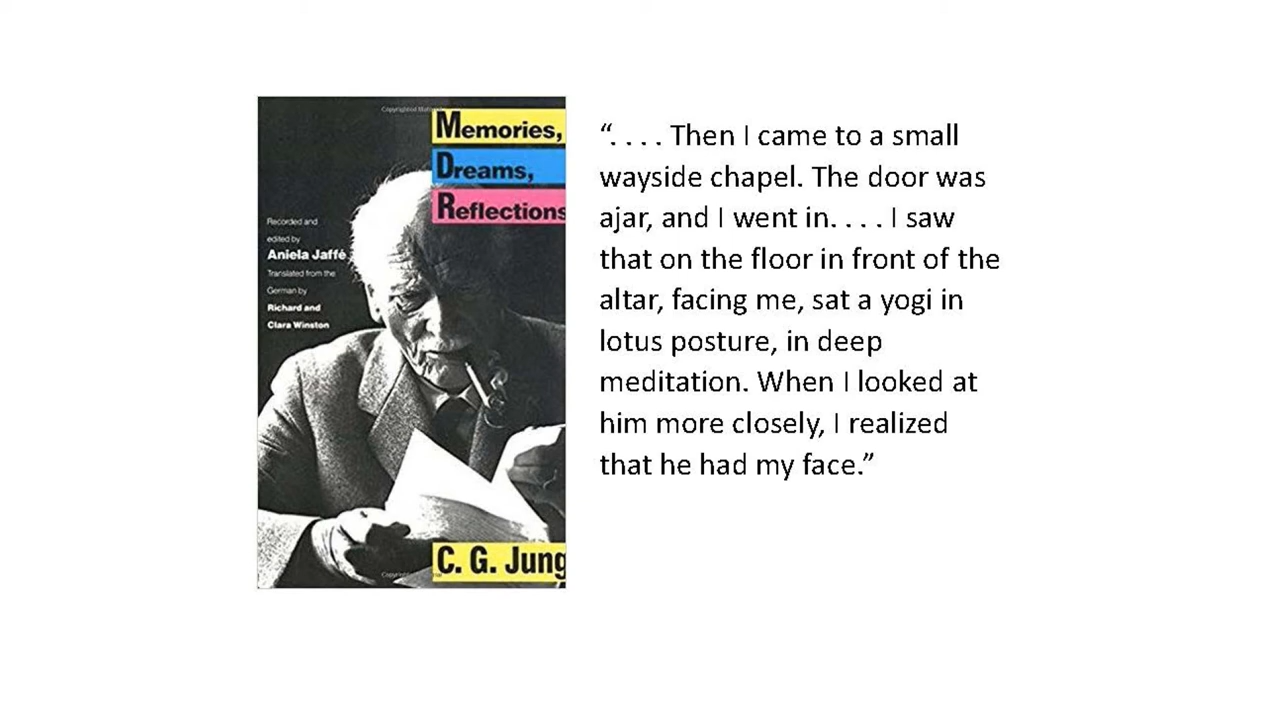 Copyrighted Material
Memories,
Dreams,
Reflections
Recorded and
edited by
Aniela Jaffé
Translated from the
German by
Richard and
Clara Winston
C. G. Jung
“. . . . Then I came to a small
wayside chapel. The door was
ajar, and I went in. . . . I saw
that on the floor in front of the
altar, facing me, sat a yogi in
lotus posture, in deep
meditation. When I looked at
him more closely, I realized
that he had my face.”